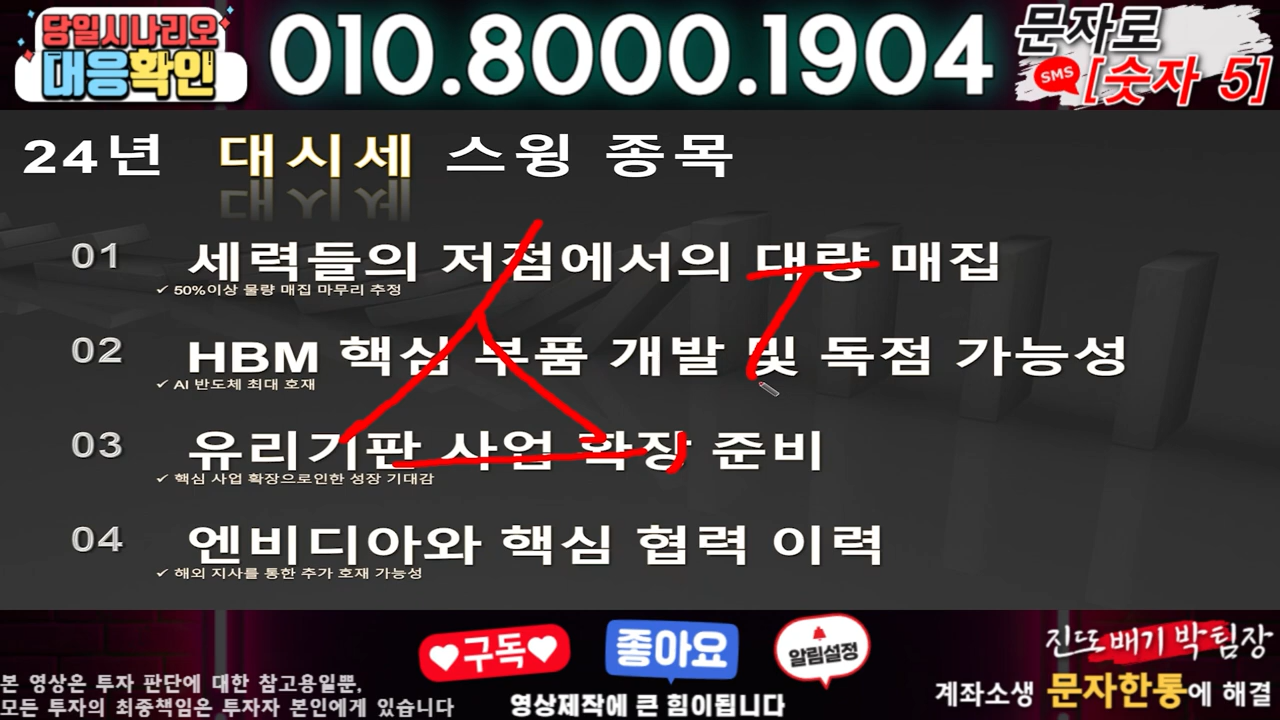 당일시나리오
대응확인
010.8000.1904
문자로
SMS
[숫자 5]
24년 대시세 스윙 종목
01 세력들의 저점에서의 대량 매집
✓ 50%이상 물량 매집 마무리 추정
02 HBM 핵심 부품 개발 및 독점 가능성
✓ AI 반도체 최대 호재
03 유리기판 사업 확장 준비
✓ 핵심 사업 확장으로인한 성장 기대감
04 엔비디아와 핵심 협력 이력
✓ 해외 지사를 통한 추가 호재 가능성
구독
좋아요
알림설정
영상제작에 큰 힘이됩니다
본 영상은 투자 판단에 대한 참고용일뿐,
모든 투자의 최종책임은 투자자 본인에게 있습니다
진또배기 박팀장
계좌소생 문자한통에 해결